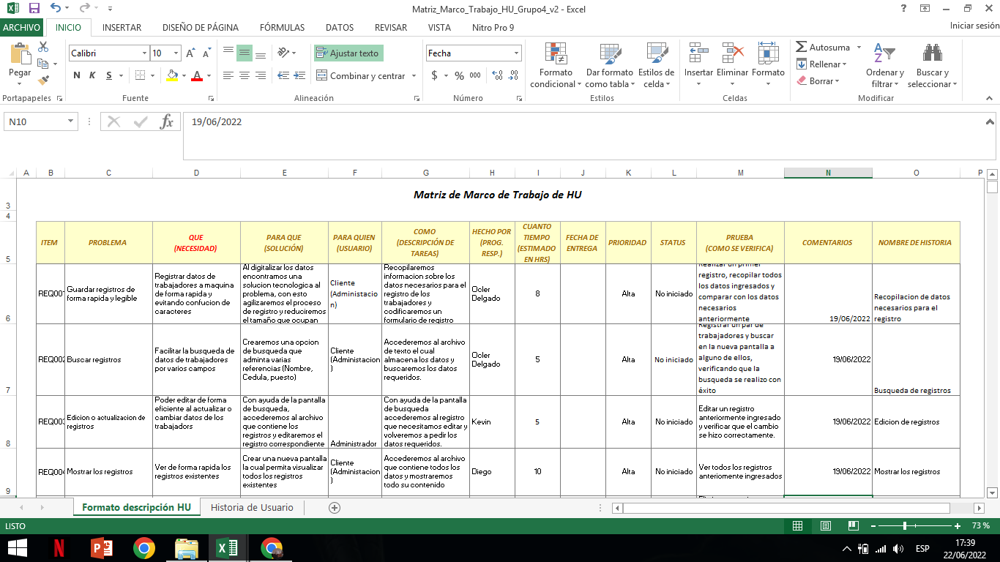 Matriz_Marco_Trabajo_HU_Grupo4_v2 - Excel
ARCHIVO INICIO INSERTAR DISEÑO DE PÁGINA FÓRMULAS DATOS REVISAR VISTA Nitro Pro 9 Iniciar sesión
Pegar
Calibri 10
N K S
Ajustar texto
Combinar y centrar
Fecha
$ % 000
Formato condicional
Dar formato como tabla
Estilos de celda
Insertar Eliminar Formato
Autosuma
Rellenar
Borrar
Ordenar y filtrar
Buscar y seleccionar
Portapapeles Fuente Alineación Número Estilos Celdas Modificar
N10 fx 19/06/2022
A B C D E F G H I J K L M N O P
3
Matriz de Marco de Trabajo de HU
4
5
ITEM
PROBLEMA
QUE
(NECESIDAD)
PARA QUE
(SOLUCIÓN)
PARA QUIEN
(USUARIO)
COMO
(DESCRIPCIÓN DE
TAREAS)
HECHO POR
(PROG.
RESP.)
CUANTO
TIEMPO
(ESTIMADO
EN HRS)
FECHA DE
ENTREGA
PRIORIDAD
STATUS
PRUEBA
(COMO SE VERIFICA)
COMENTARIOS
NOMBRE DE HISTORIA
6
REQ00
Guardar registros de
forma rapida y legible
Registrar datos de
trabajadores a maquina
de forma rapida y
evitando confucion de
caracteres
Al digitalizar los datos
encontramos una
solucion tecnologica al
problema, con esto
agilizaremos el proceso
de registro y reduciremos
el tamaño que ocupan
Cliente
(Administacio
n)
Recopilaremos
informacion sobre los
datos necesarios para el
registro de los
trabajadores y
codificaremos un
formulario de registro
Ocler
Delgado
8
Alta
No iniciado
Realizar un primer
registro, recopilar todos
los datos ingresados y
comparar con los datos
necesarios
anteriormente
19/06/2022
Recopilacion de datos
necesarios para el
registro
7
REQ002
Buscar registros
Facilitar la busqueda de
datos de trabajadores
por varios campos
Crearemos una opcion
de busqueda que
adminta varias
referencias (Nombre,
Cedula, puesto)
Cliente
(Administacion
)
Accederemos al archivo
de texto el cual
almacena los datos y
buscaremos los datos
requeridos.
Ocler
Delgado
5
Alta
No iniciado
Registrar un par de
trabajadores y buscar
en la nueva pantalla a
alguno de ellos,
verificando que la
busqueda se realizo con
éxito
19/06/2022
Busqueda de registros
8
REQ003
Edicion o actualizacion de
registros
Poder editar de forma
eficiente al actualizar o
cambiar datos de los
trabajadors
Con ayuda de la pantalla
de busqueda,
accederemos al archivo
que contiene los
registros y editaremos el
registro correspondiente
Administrador
Con ayuda de la pantalla
de busqueda
accederemos al registro
que necesitamos editar y
volveremos a pedir los
datos requeridos.
Kevin
5
Alta
No iniciado
Editar un registro
anteriormente ingresado
y verificar que el cambio
se hizo correctamente.
19/06/2022
Edicion de registros
9
REQ004
Mostrar los registros
Ver de forma rapida los
registros existentes
Crear una nueva pantalla
la cual permita visualizar
todos los registros
existentes
Cliente
(Administacion
)
Accederemos al archivo
que contiene todos los
datos y mostraremos
todo su contenido
Diego
10
Alta
No iniciado
Ver todos los registros
anteriomente ingresados
19/06/2022
Mostrar los registros
Formato descripción HU Historia de Usuario
LISTO 73 %
ESP
17:39
22/06/2022